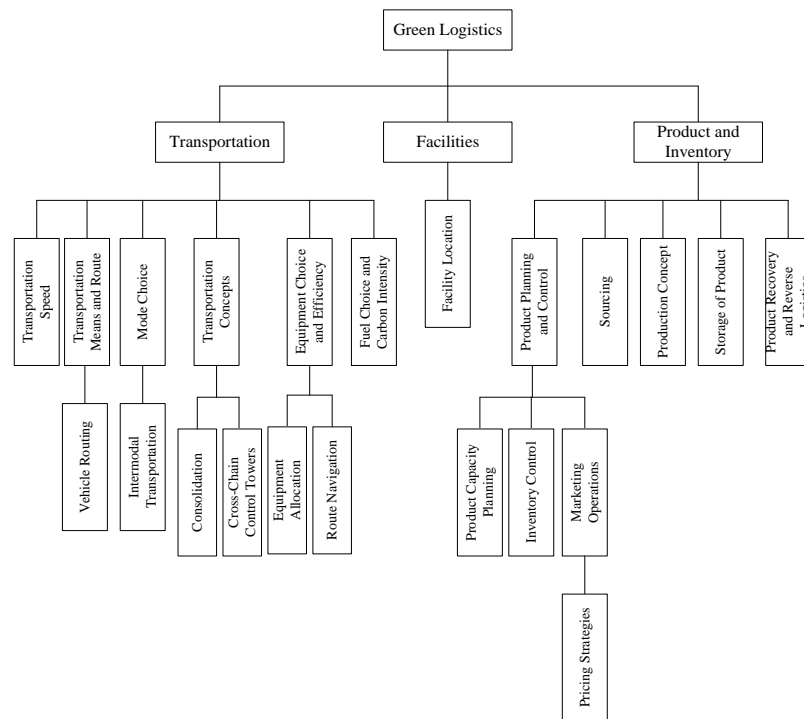 Green Logistics
Transportation
Facilities
Product and
Inventory
Transportation
Speed
Transportation
Means and Route
Mode Choice
Transportation
Concepts
Equipment Choice
and Efficiency
Fuel Choice and
Carbon Intensity
Facility Location
Product Planning
and Control
Sourcing
Production Concept
Storage of Product
Product Recovery
and Reverse
Logistics
Vehicle Routing
Intermodal
Transportation
Consolidation
Cross-Chain
Control Towers
Equipment
Allocation
Route Navigation
Product Capacity
Planning
Inventory Control
Marketing
Operations
Pricing Strategies